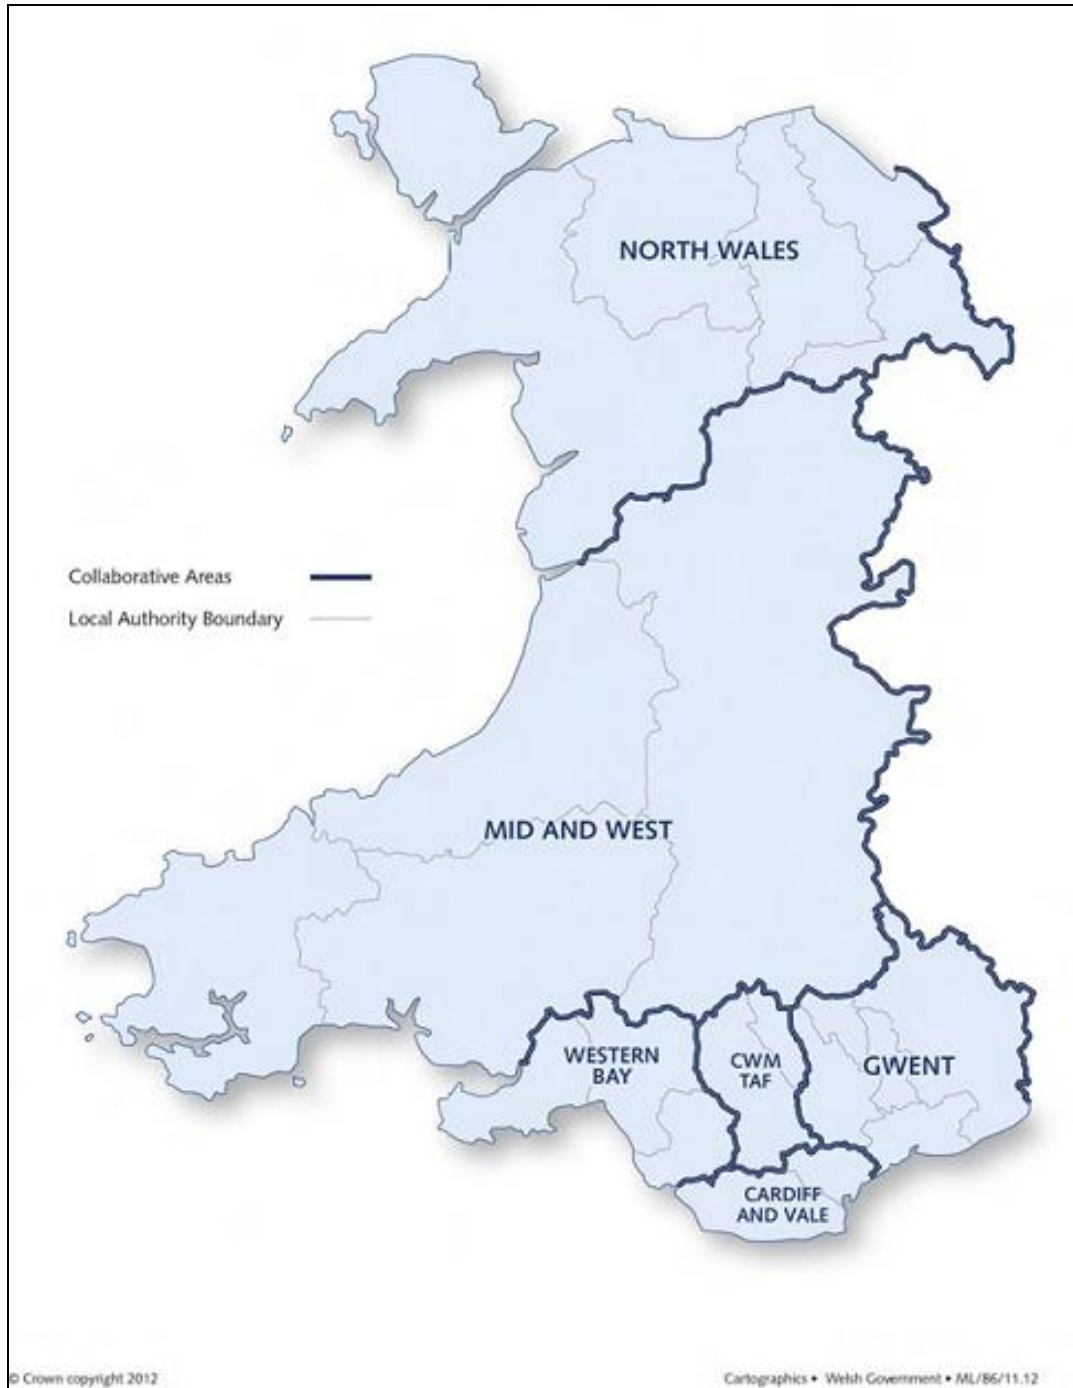 NORTH WALES
Collaborative Areas
Local Authority Boundary
MID AND WEST
WESTERN
BAY
CWM
TAF
GWENT
CARDIFF
AND VALE
© Crown copyright 2012
Cartographics • Welsh Government • ML/86/11.12